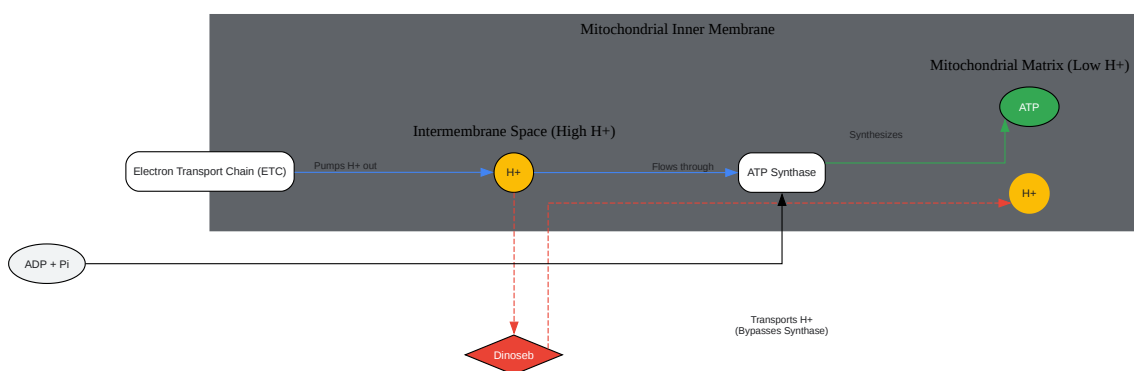 Mitochondrial Inner Membrane
Mitochondrial Matrix (Low H+)
ATP
Intermembrane Space (High H+)
Synthesizes
Electron Transport Chain (ETC)
Pumps H+ out
H+
Flows through
ATP Synthase
H+
ADP + Pi
Transports H+
(Bypasses Synthase)
Dinoseb